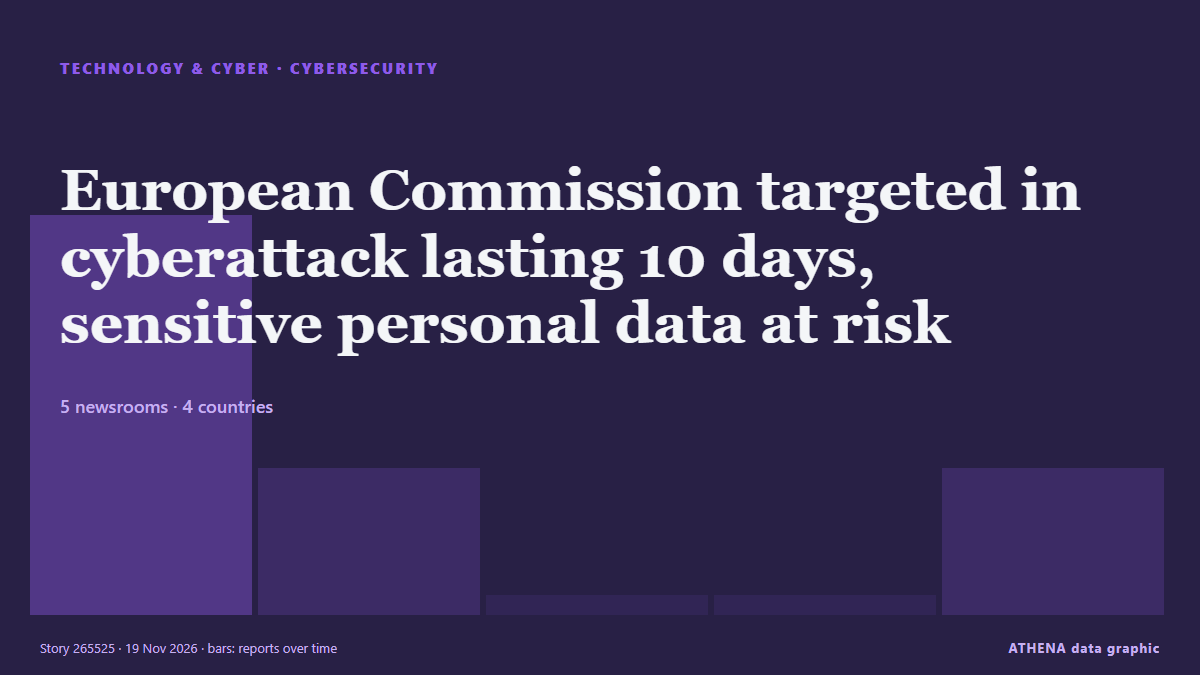 TECHNOLOGY & CYBER · CYBERSECURITY
European Commission targeted in
cyberattack lasting 10 days,
sensitive personal data at risk
5 newsrooms · 4 countries
Story 265525 · 19 Nov 2026 · bars: reports over time
ATHENA data graphic